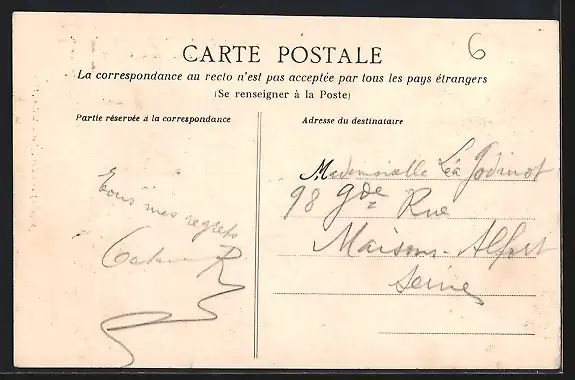 6
CARTE POSTALE
La correspondance au recto n'est pas acceptée par tous les pays étrangers
(Se renseigner à la Poste)
Partie réservée à la correspondance
Adresse du destinataire
Tous mes regrets
Mademoiselle Léa Godinot
98 gde Rue
Maisons-Alfort
Seine